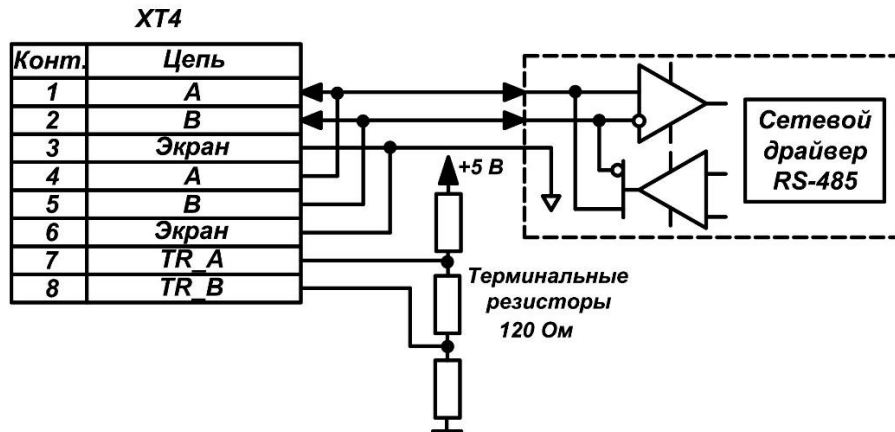 XT4
Конт. Цепь
1 A
2 B
3 Экран
4 A
5 B
6 Экран
7 TR_A
8 TR_B
+5 В
Терминальные
резисторы
120 Ом
Сетевой
драйвер
RS-485